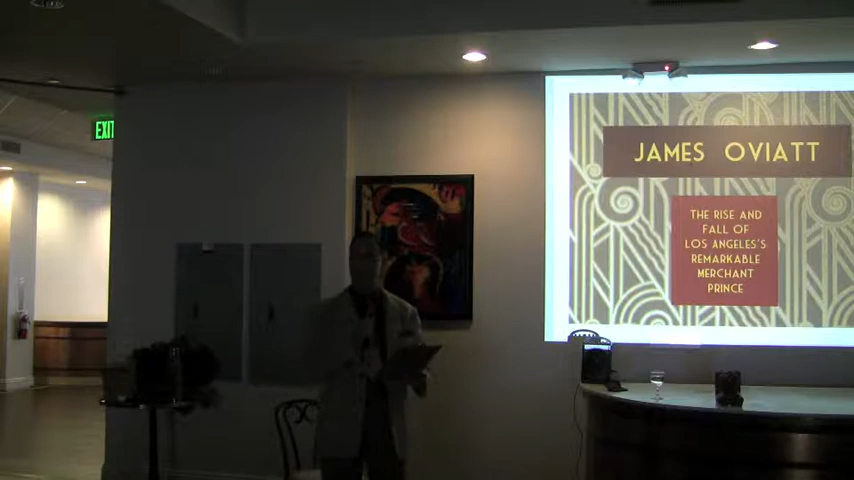 EXIT
JAMES OVIATT
THE RISE AND
FALL OF
LOS ANGELES'S
REMARKABLE
MERCHANT
PRINCE